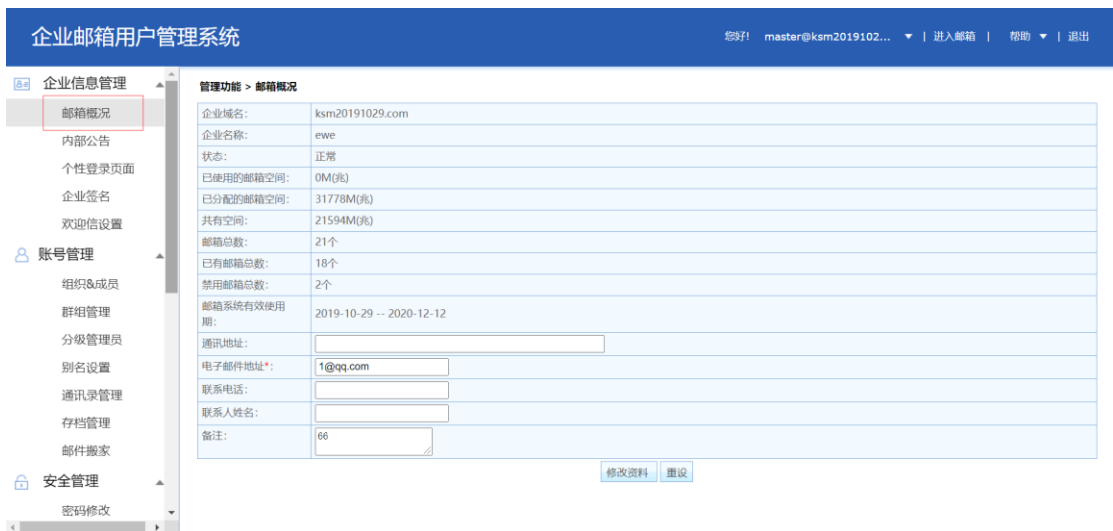 企业邮箱用户管理系统
您好! master@ksm2019102... ▼ | 进入邮箱 | 帮助 ▼ | 退出
企业信息管理
邮箱概况
内部公告
个性登录页面
企业签名
欢迎信设置
账号管理
组织&成员
群组管理
分级管理员
别名设置
通讯录管理
存档管理
邮件搬家
安全管理
密码修改
管理功能 > 邮箱概况
企业域名: ksm20191029.com
企业名称: ewe
状态: 正常
已使用的邮箱空间: 0M(兆)
已分配的邮箱空间: 31778M(兆)
共有空间: 21594M(兆)
邮箱总数: 21个
已有邮箱总数: 18个
禁用邮箱总数: 2个
邮箱系统有效使用
期: 2019-10-29 -- 2020-12-12
通讯地址:
电子邮件地址*: 1@qq.com
联系电话:
联系人姓名:
备注: 66
修改资料 重设